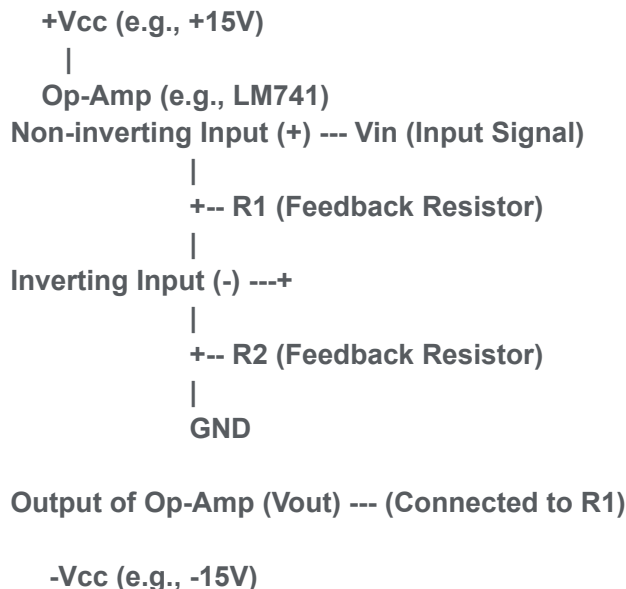 +Vcc (e.g., +15V)
|
Op-Amp (e.g., LM741)
Non-inverting Input (+) --- Vin (Input Signal)
|
+-- R1 (Feedback Resistor)
|
Inverting Input (-) ---+
|
+-- R2 (Feedback Resistor)
|
GND
Output of Op-Amp (Vout) --- (Connected to R1)
-Vcc (e.g., -15V)